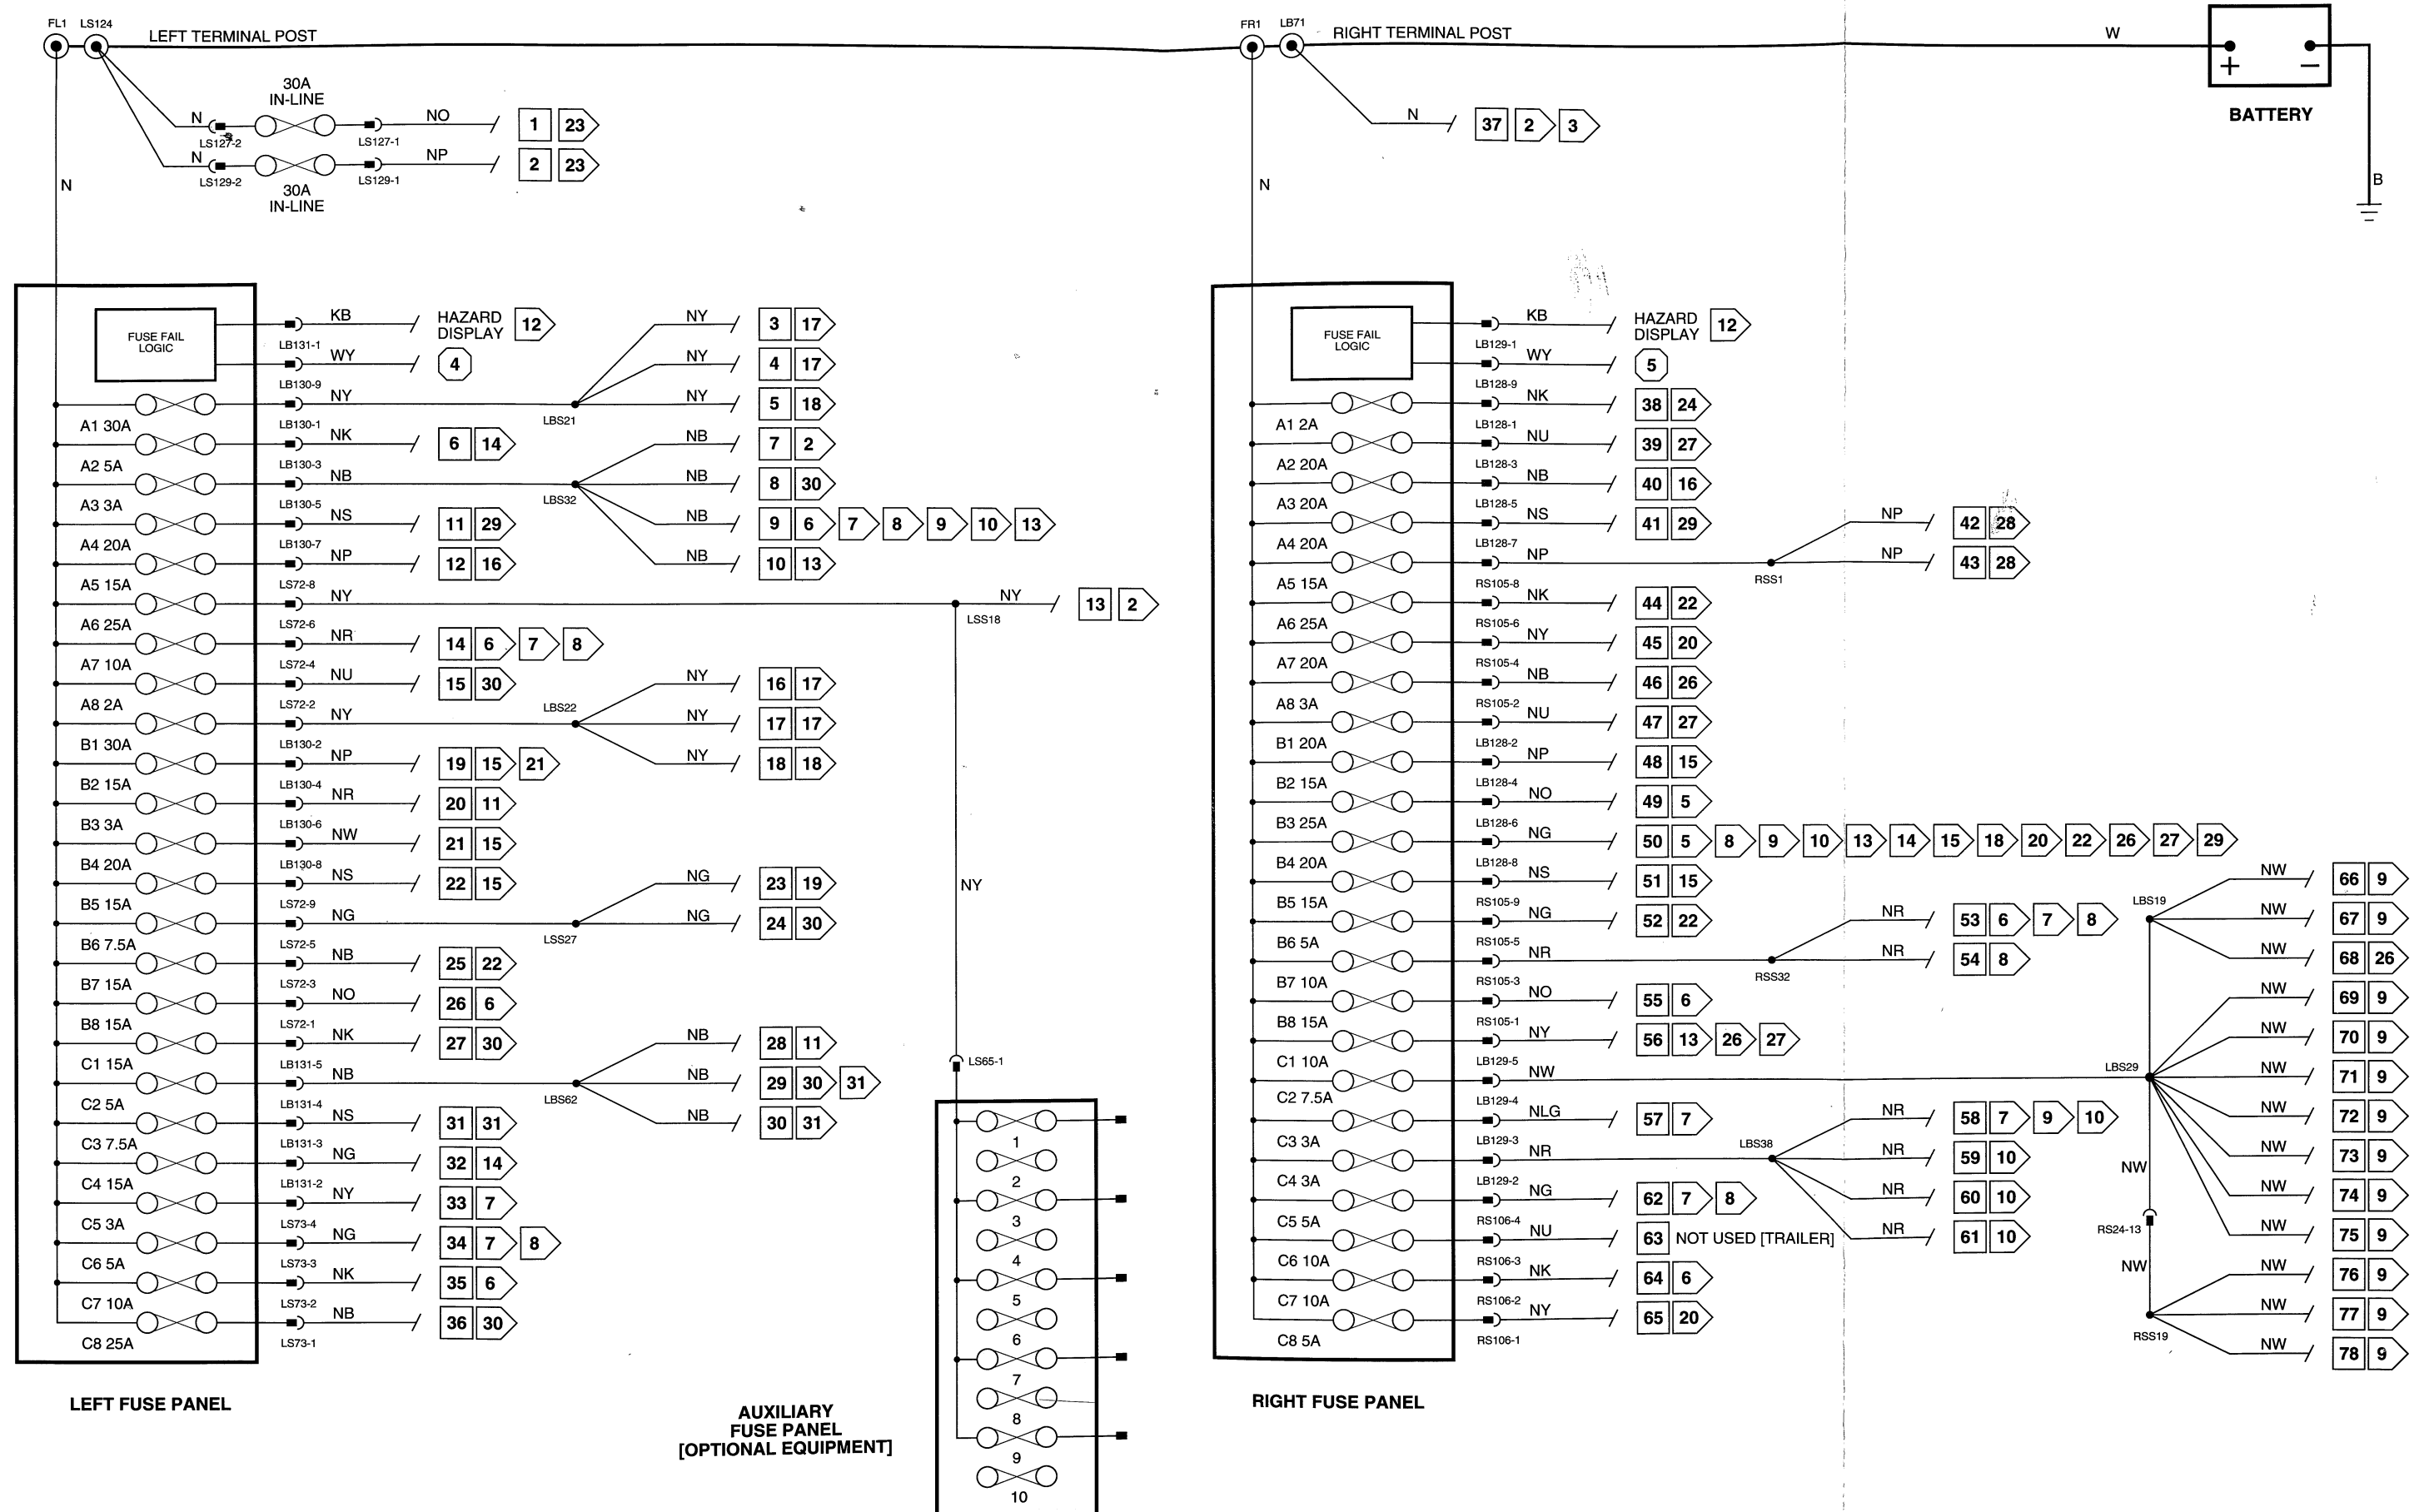 FL1 LS124
LEFT TERMINAL POST
FR1 LB71
RIGHT TERMINAL POST
W
+ −
BATTERY
B
30A
IN-LINE
N LS127-2 LS127-1 NO 1 23
N LS129-2 LS129-1 NP 2 23
30A
IN-LINE
N
N 37 2 3
N
FUSE FAIL
LOGIC
KB HAZARD
DISPLAY 12
LB131-1
WY 4
LB130-9
NY LBS21
NY 3 17
NY 4 17
NY 5 18
A1 30A LB130-1
NK 6 14
A2 5A LB130-3
NB LBS32
NB 7 2
NB 8 30
NB 9 6 7 8 9 10 13
NB 10 13
A3 3A LB130-5
NS 11 29
A4 20A LB130-7
NP 12 16
A5 15A LS72-8
NY LSS18 NY 13 2
A6 25A LS72-6
NR 14 6 7 8
A7 10A LS72-4
NU 15 30
A8 2A LS72-2
NY LBS22
NY 16 17
NY 17 17
NY 18 18
B1 30A LB130-2
NP 19 15 21
B2 15A LB130-4
NR 20 11
B3 3A LB130-6
NW 21 15
B4 20A LB130-8
NS 22 15
B5 15A LS72-9
NG LSS27
NG 23 19
NG 24 30
B6 7.5A LS72-5
NB 25 22
B7 15A LS72-3
NO 26 6
B8 15A LS72-1
NK 27 30
C1 15A LB131-5
NB LBS62
NB 28 11
NB 29 30 31
NB 30 31
C2 5A LB131-4
NS 31 31
C3 7.5A LB131-3
NG 32 14
C4 15A LB131-2
NY 33 7
C5 3A LS73-4
NG 34 7 8
C6 5A LS73-3
NK 35 6
C7 10A LS73-2
NB 36 30
C8 25A LS73-1
LEFT FUSE PANEL
NY
LS65-1
1
2
3
4
5
6
7
8
9
10
AUXILIARY
FUSE PANEL
[OPTIONAL EQUIPMENT]
FUSE FAIL
LOGIC
KB HAZARD
DISPLAY 12
LB129-1
WY 5
LB128-9
NK 38 24
A1 2A LB128-1
NU 39 27
A2 20A LB128-3
NB 40 16
A3 20A LB128-5
NS 41 29
A4 20A LB128-7
NP RSS1
NP 42 28
NP 43 28
A5 15A RS105-8
NK 44 22
A6 25A RS105-6
NY 45 20
A7 20A RS105-4
NB 46 26
A8 3A RS105-2
NU 47 27
B1 20A LB128-2
NP 48 15
B2 15A LB128-4
NO 49 5
B3 25A LB128-6
NG 50 5 8 9 10 13 14 15 18 20 22 26 27 29
B4 20A LB128-8
NS 51 15
B5 15A RS105-9
NG 52 22
B6 5A RS105-5
NR RSS32
NR 53 6 7 8
NR 54 8
B7 10A RS105-3
NO 55 6
B8 15A RS105-1
NY 56 13 26 27
C1 10A LB129-5
NW LBS29
C2 7.5A LB129-4
NLG 57 7
C3 3A LB129-3
NR LBS38
NR 58 7 9 10
NR 59 10
NR 60 10
NR 61 10
C4 3A LB129-2
NG 62 7 8
C5 5A RS106-4
NU 63 NOT USED [TRAILER]
C6 10A RS106-3
NK 64 6
C7 10A RS106-2
NY 65 20
C8 5A RS106-1
RIGHT FUSE PANEL
LBS19
NW 66 9
NW 67 9
NW 68 26
NW 69 9
NW 70 9
NW 71 9
NW 72 9
NW 73 9
NW 74 9
NW 75 9
NW
RS24-13
NW
RSS19
NW 76 9
NW 77 9
NW 78 9